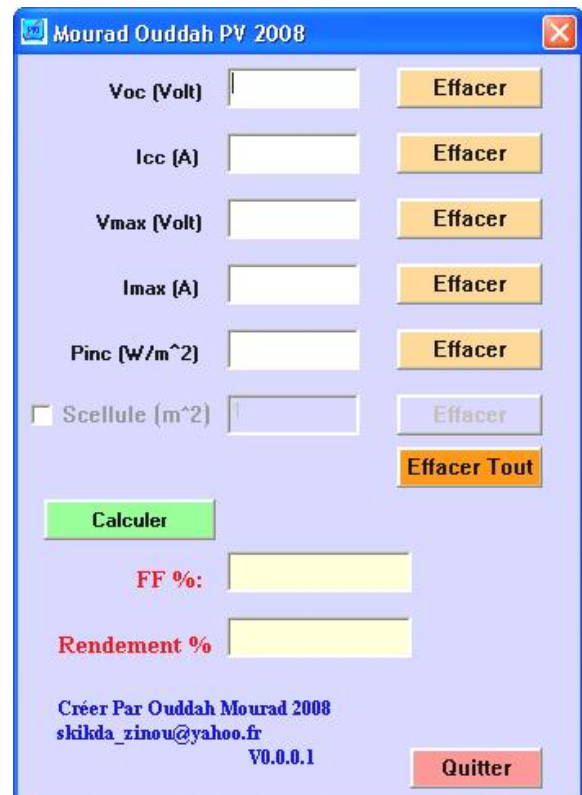 Mourad Ouddah PV 2008
Voc (Volt) Effacer
Icc (A) Effacer
Vmax (Volt) Effacer
Imax (A) Effacer
Pinc (W/m^2) Effacer
Scellule (m^2) 1 Effacer
Effacer Tout
Calculer
FF %:
Rendement %
Créer Par Ouddah Mourad 2008
skikda_zinou@yahoo.fr
V0.0.0.1
Quitter